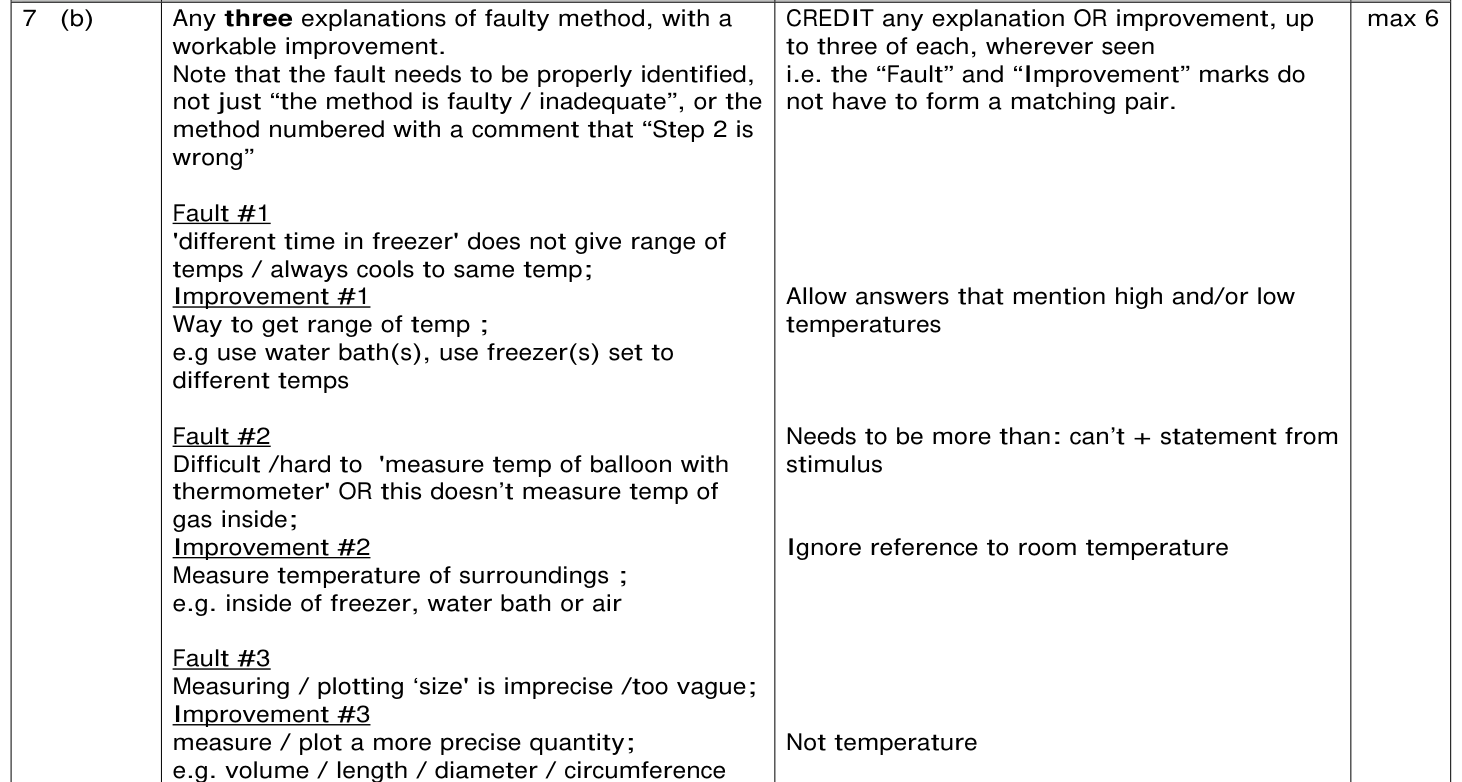 7 (b)
Any three explanations of faulty method, with a
workable improvement.
Note that the fault needs to be properly identified,
not just “the method is faulty / inadequate”, or the
method numbered with a comment that “Step 2 is
wrong”
CREDIT any explanation OR improvement, up
to three of each, wherever seen
i.e. the “Fault” and “Improvement” marks do
not have to form a matching pair.
max 6
Fault #1
'different time in freezer' does not give range of
temps / always cools to same temp;
Improvement #1
Way to get range of temp ;
e.g use water bath(s), use freezer(s) set to
different temps
Allow answers that mention high and/or low
temperatures
Fault #2
Difficult /hard to 'measure temp of balloon with
thermometer' OR this doesn’t measure temp of
gas inside;
Needs to be more than: can’t + statement from
stimulus
Improvement #2
Measure temperature of surroundings ;
e.g. inside of freezer, water bath or air
Ignore reference to room temperature
Fault #3
Measuring / plotting ‘size' is imprecise /too vague;
Improvement #3
measure / plot a more precise quantity;
e.g. volume / length / diameter / circumference
Not temperature